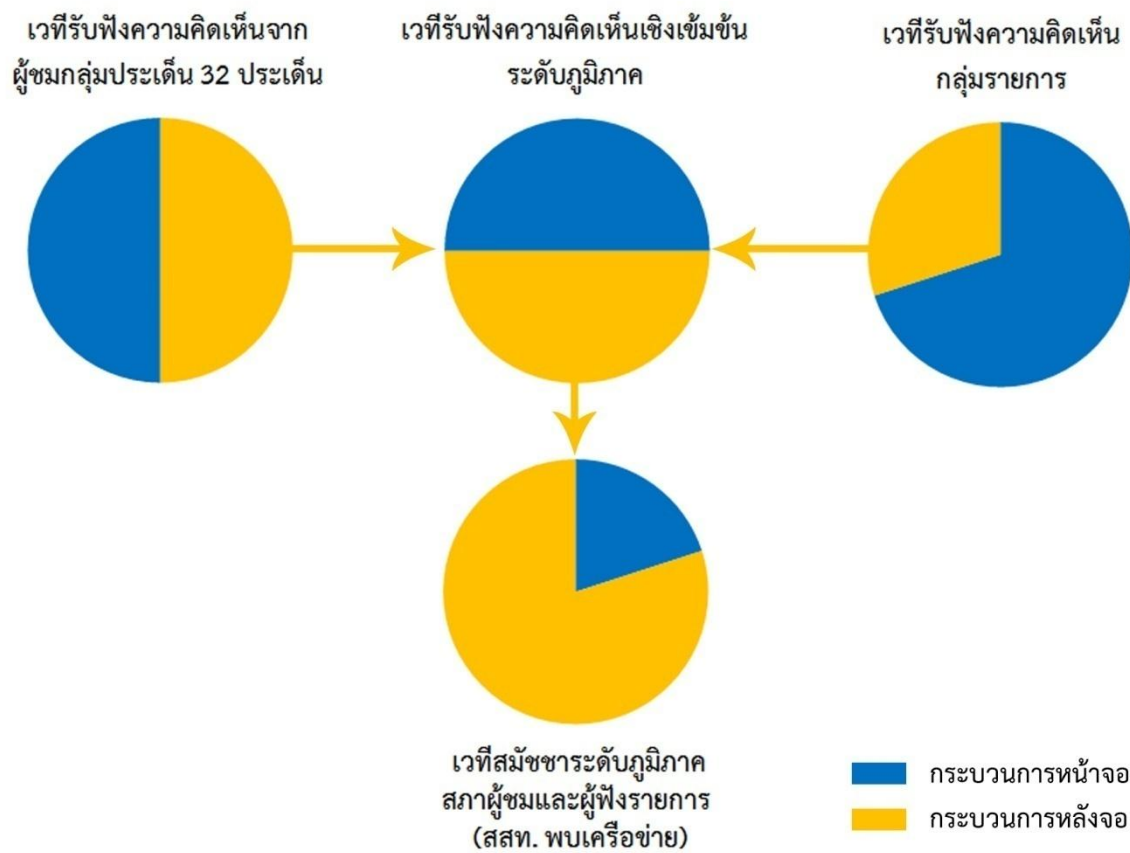 เวทีรับฟังความคิดเห็นจาก
ผู้ชมกลุ่มประเด็น 32 ประเด็น
เวทีรับฟังความคิดเห็นเชิงเข้มข้น
ระดับภูมิภาค
เวทีรับฟังความคิดเห็น
กลุ่มรายการ
เวทีสมัชชาระดับภูมิภาค
สภาผู้ชมและผู้ฟังรายการ
(สสท. พบเครือข่าย)
กระบวนการหน้าจอ
กระบวนการหลังจอ